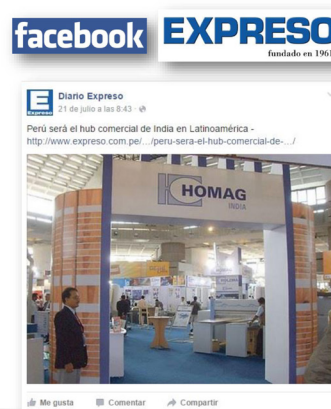 facebook EXPRESO
fundado en 1961
E Diario Expreso
Expreso 21 de julio a las 8:43
Perú será el hub comercial de India en Latinoamérica -
http://www.expreso.com.pe/.../peru-sera-el-hub-comercial-de-.../
HOMAG
INDIA
Me gusta Comentar Compartir